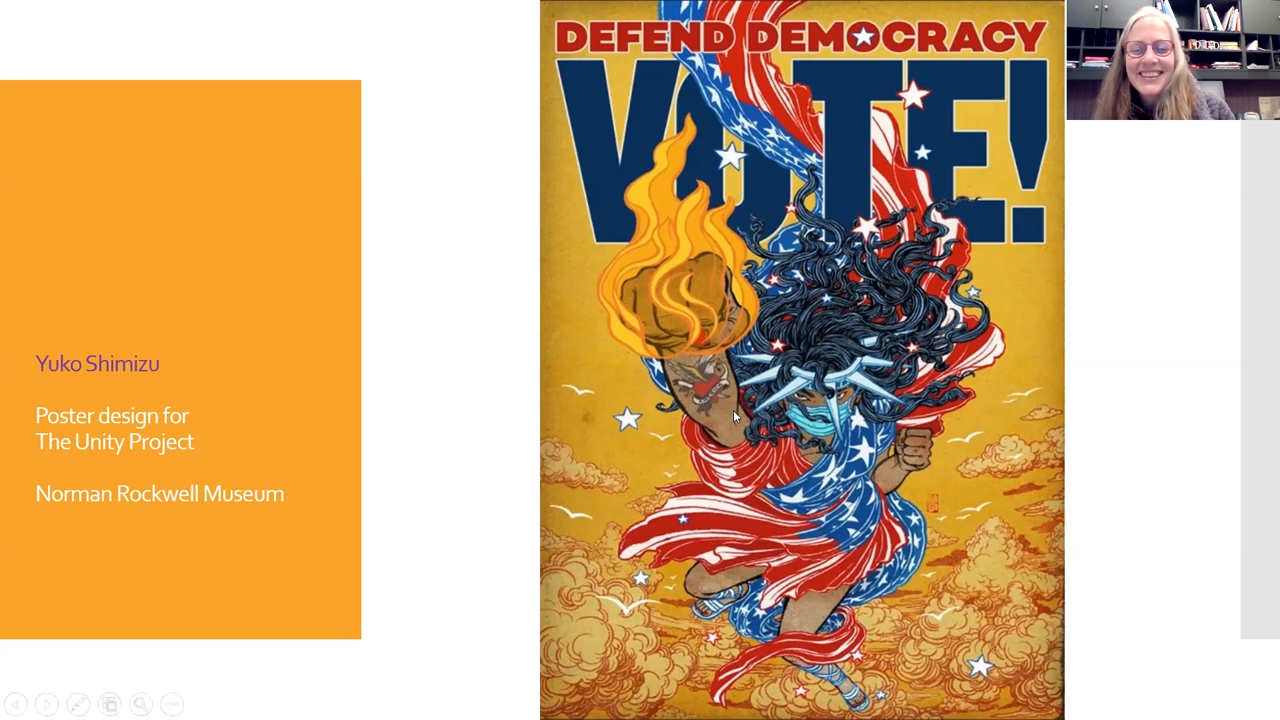 DEFEND DEMOCRACY
VOTE!
Yuko Shimizu
Poster design for
The Unity Project
Norman Rockwell Museum